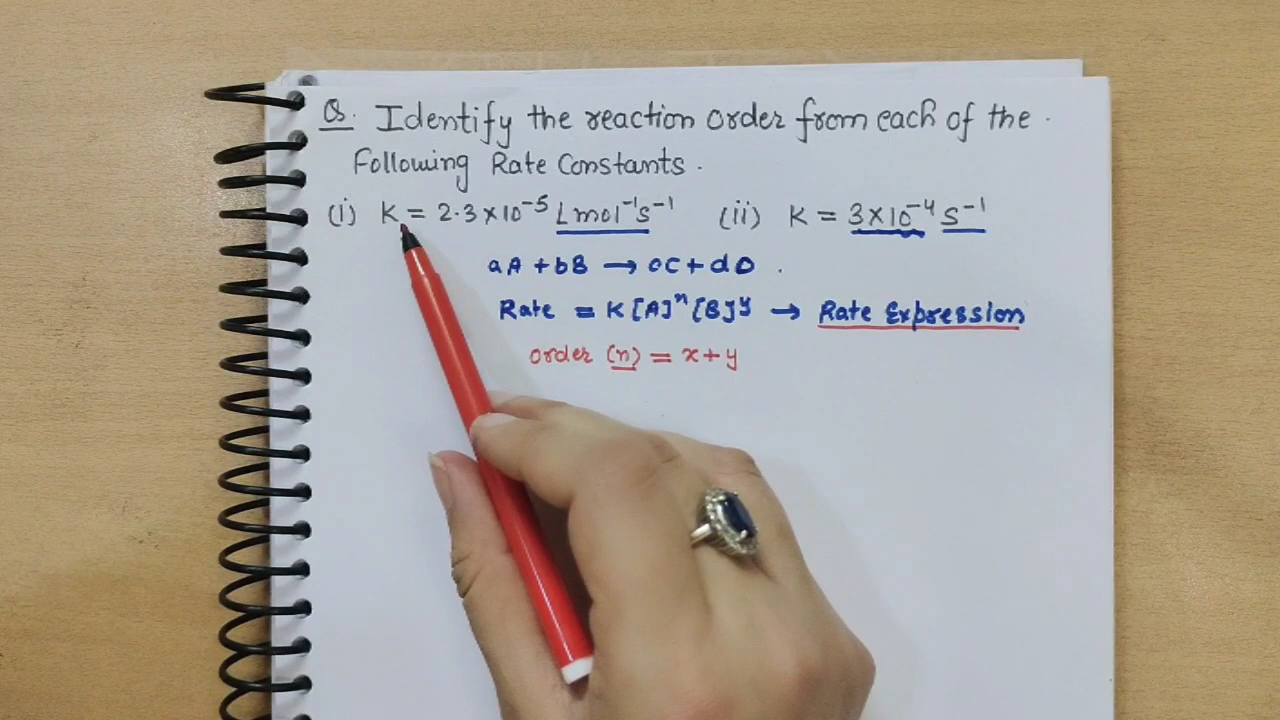 Q. Identify the reaction order from each of the
Following Rate Constants.
(i) K = 2.3×10⁻⁵ L mol⁻¹ s⁻¹ (ii) K = 3×10⁻⁴ s⁻¹
aA + bB → cC + dD.
Rate = K[A]ⁿ[B]ʸ → Rate Expression
order (n) = x + y